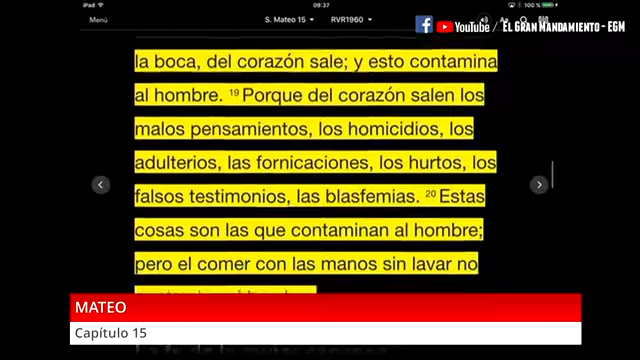 iPad
09:37
100 %
Menú
S. Mateo 15
RVR1960
YouTube / El Gran Mandamiento - EGM
la boca, del corazón sale; y esto contamina
al hombre. 19 Porque del corazón salen los
malos pensamientos, los homicidios, los
adulterios, las fornicaciones, los hurtos, los
falsos testimonios, las blasfemias. 20 Estas
cosas son las que contaminan al hombre;
pero el comer con las manos sin lavar no
MATEO
Capítulo 15